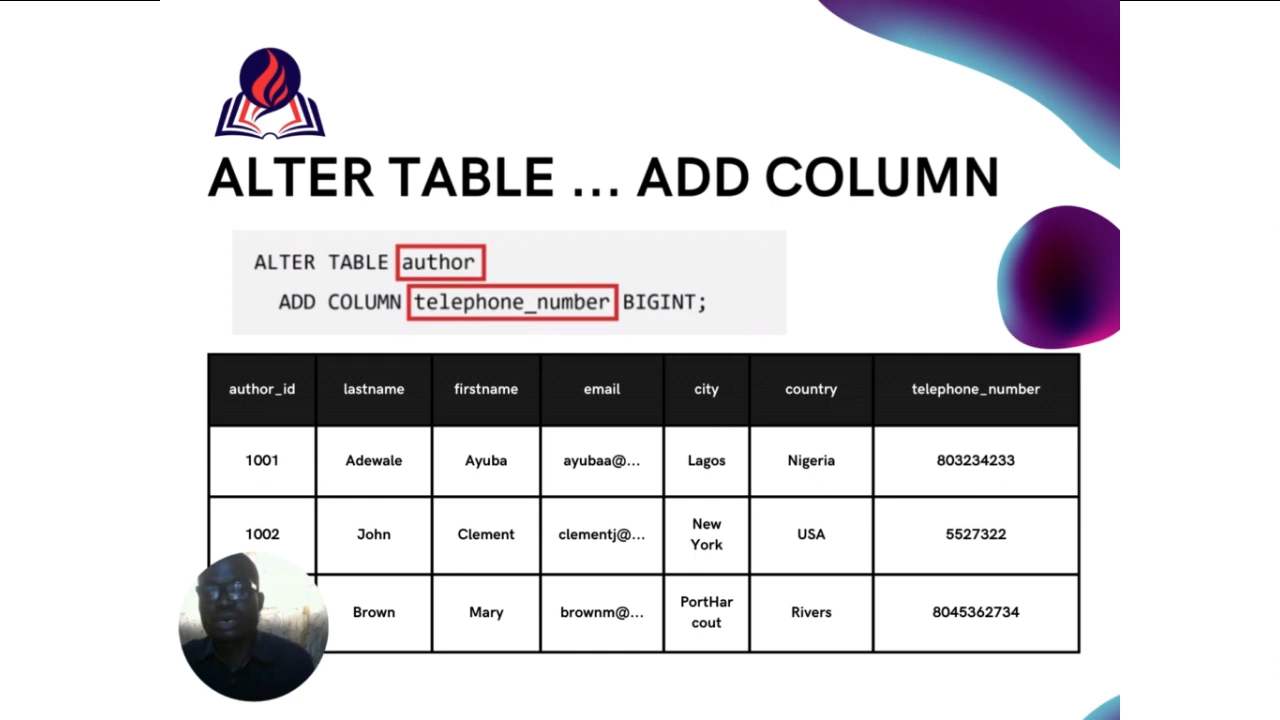 ALTER TABLE ... ADD COLUMN
ALTER TABLE author
ADD COLUMN telephone_number BIGINT;
author_id lastname firstname email city country telephone_number
1001 Adewale Ayuba ayubaa@... Lagos Nigeria 803234233
1002 John Clement clementj@... New York USA 5527322
Brown Mary brownm@... PortHar cout Rivers 8045362734